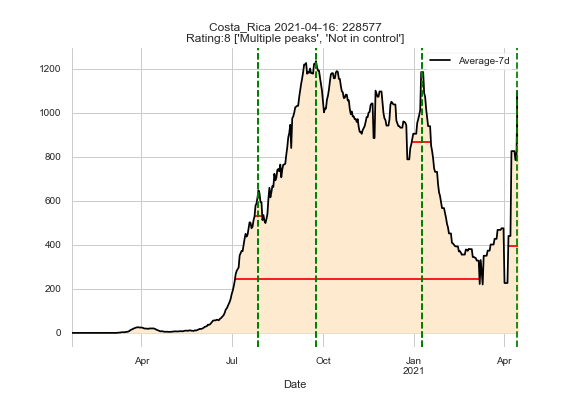 Costa_Rica 2021-04-16: 228577
Rating:8 ['Multiple peaks', 'Not in control']
Average-7d
1200
1000
800
600
400
200
0
Apr
Jul
Oct
Jan
2021
Apr
Date